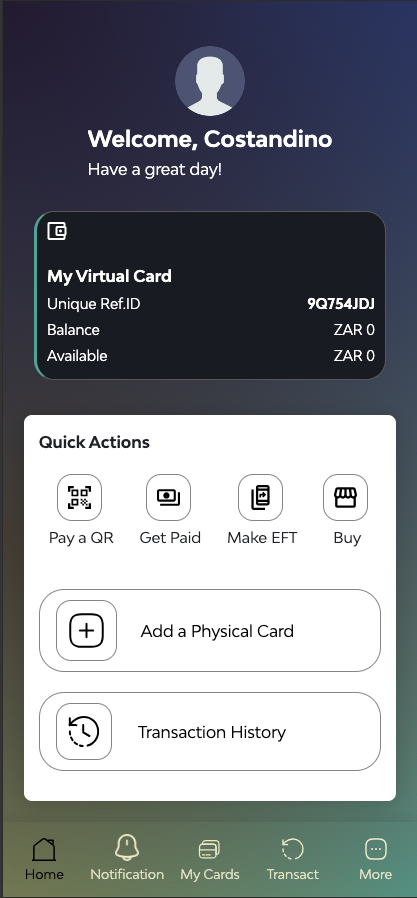 Welcome, Costandino
Have a great day!
My Virtual Card
Unique Ref.ID 9Q754JDJ
Balance ZAR 0
Available ZAR 0
Quick Actions
Pay a QR Get Paid Make EFT Buy
Add a Physical Card
Transaction History
Home Notification My Cards Transact More